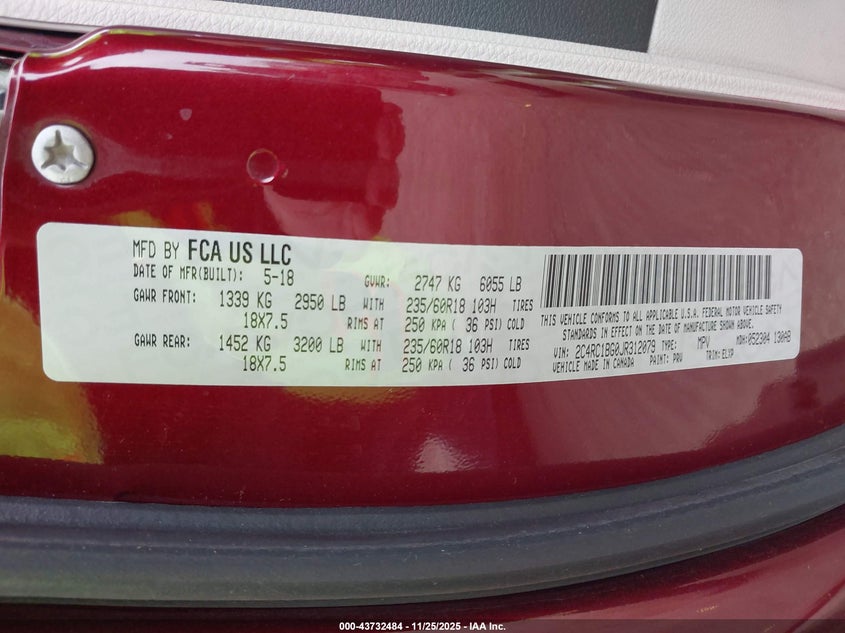 MFD BY FCA US LLC
DATE OF MFR(BUILT): 5-18 GVWR: 2747 KG 6055 LB
GAWR FRONT: 1339 KG 2950 LB WITH 235/60R18 103H TIRES
18X7.5 RIMS AT 250 KPA ( 36 PSI) COLD
GAWR REAR: 1452 KG 3200 LB WITH 235/60R18 103H TIRES
18X7.5 RIMS AT 250 KPA ( 36 PSI) COLD
THIS VEHICLE CONFORMS TO ALL APPLICABLE U.S.A. FEDERAL MOTOR VEHICLE SAFETY
STANDARDS IN EFFECT ON THE DATE OF MANUFACTURE SHOWN ABOVE.
VIN: 2C4RC1BG0JR312079 TYPE: MPV MDH:052304 130AB
VEHICLE MADE IN CANADA PAINT: PRV TRIM: ELXP
000-43732484 - 11/25/2025 - IAA Inc.